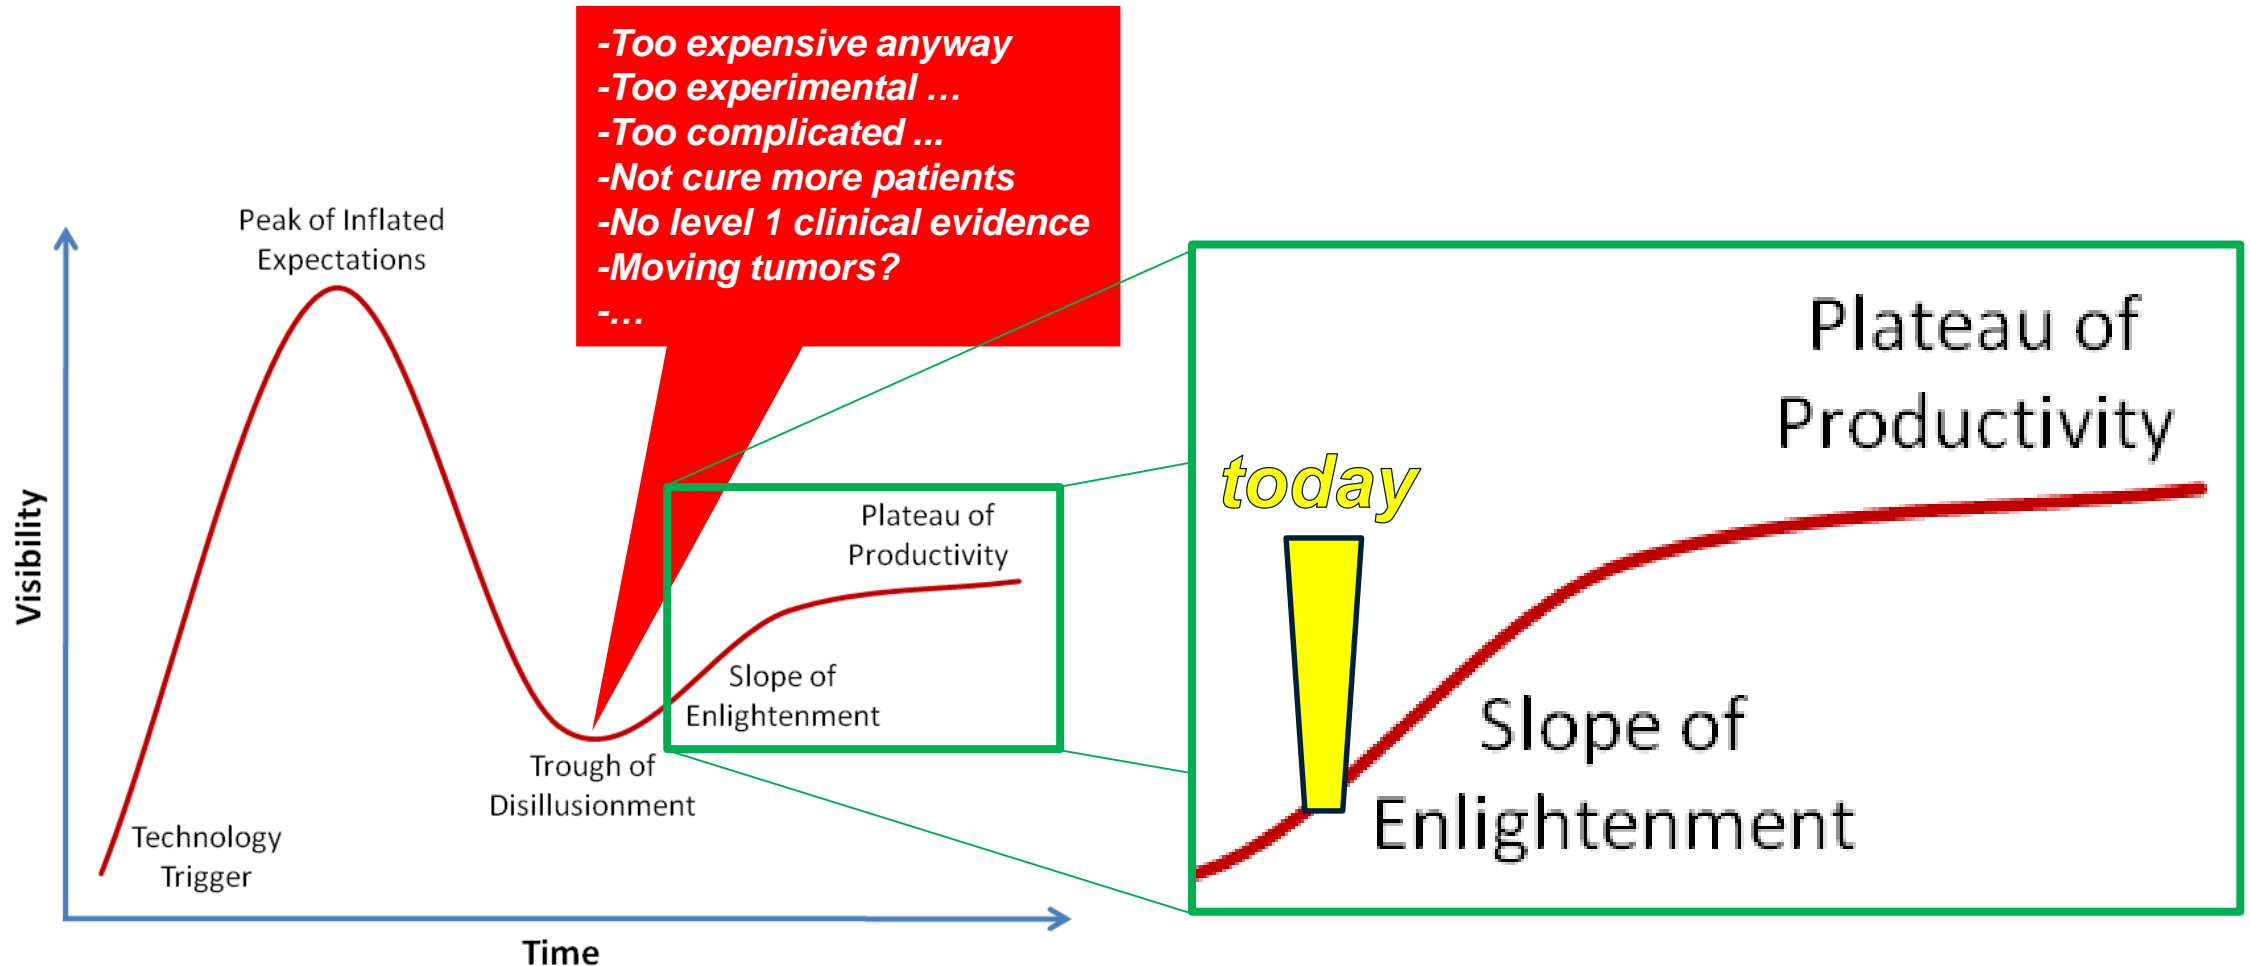 -Too expensive anyway
-Too experimental …
-Too complicated ...
-Not cure more patients
-No level 1 clinical evidence
-Moving tumors?
-…
Peak of Inflated
Expectations
Visibility
Plateau of
Productivity
Slope of
Enlightenment
Trough of
Disillusionment
Technology
Trigger
Time
Plateau of
Productivity
today
Slope of
Enlightenment